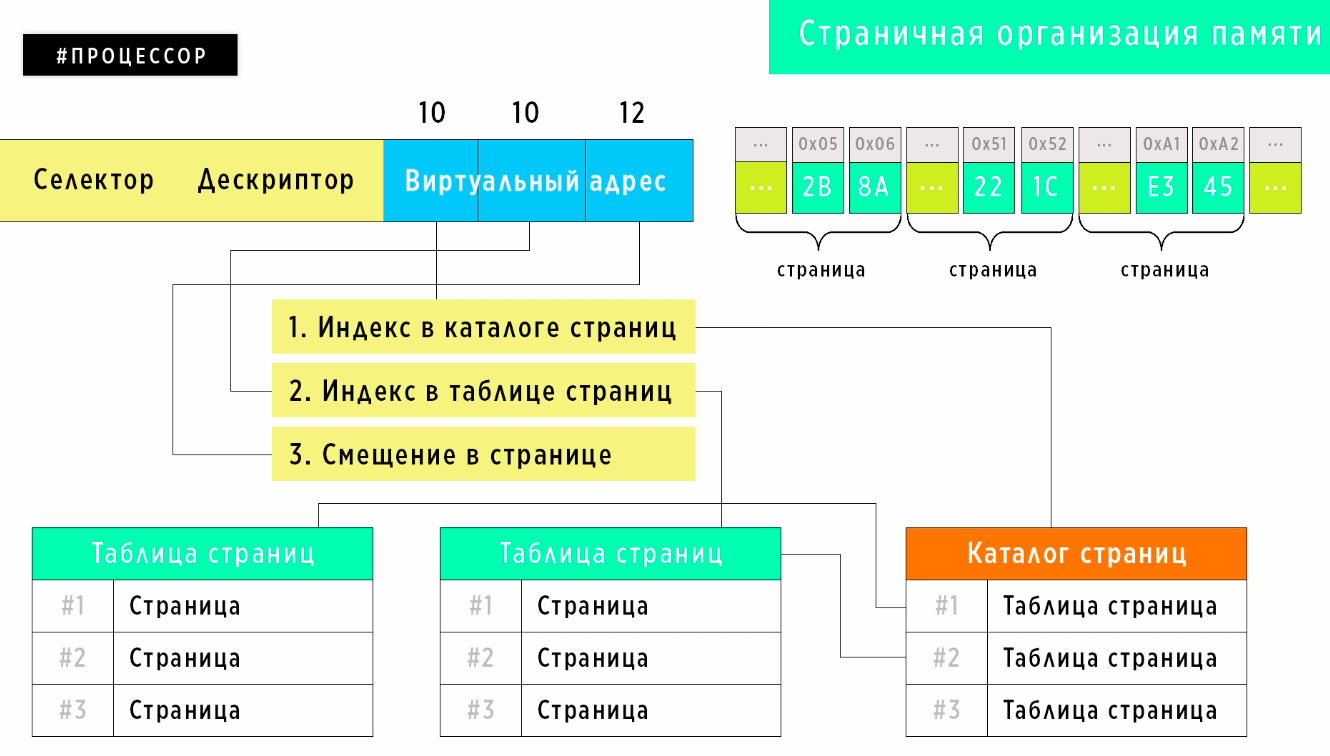 Страничная организация памяти
#ПРОЦЕССОР
10 10 12
Селектор Дескриптор Виртуальный адрес
... 0x05 0x06 ... 0x51 0x52 ... 0xA1 0xA2 ...
... 2B 8A ... 22 1C ... E3 45 ...
страница страница страница
1. Индекс в каталоге страниц
2. Индекс в таблице страниц
3. Смещение в странице
Таблица страниц
#1 Страница
#2 Страница
#3 Страница
Таблица страниц
#1 Страница
#2 Страница
#3 Страница
Каталог страниц
#1 Таблица страница
#2 Таблица страница
#3 Таблица страница